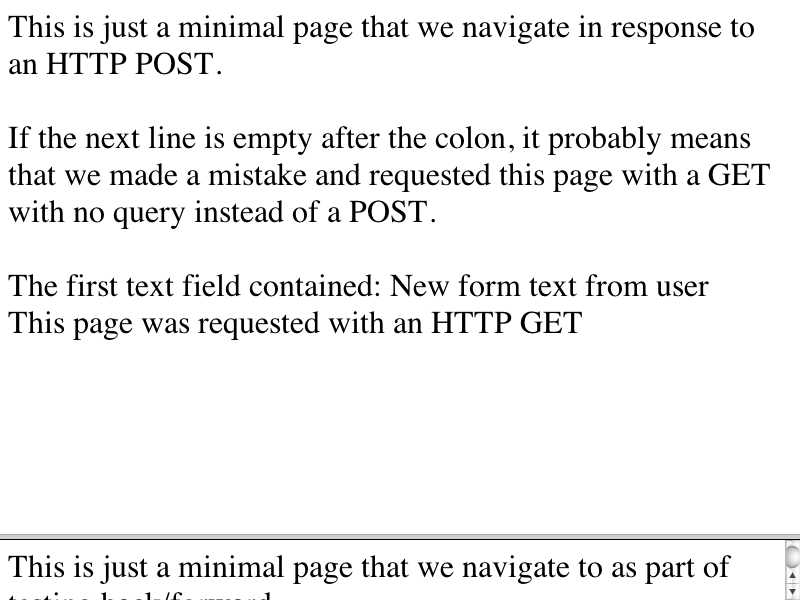 This is just a minimal page that we navigate in response to
an HTTP POST.
If the next line is empty after the colon, it probably means
that we made a mistake and requested this page with a GET
with no query instead of a POST.
The first text field contained: New form text from user
This page was requested with an HTTP GET
This is just a minimal page that we navigate to as part of
testing back/forward